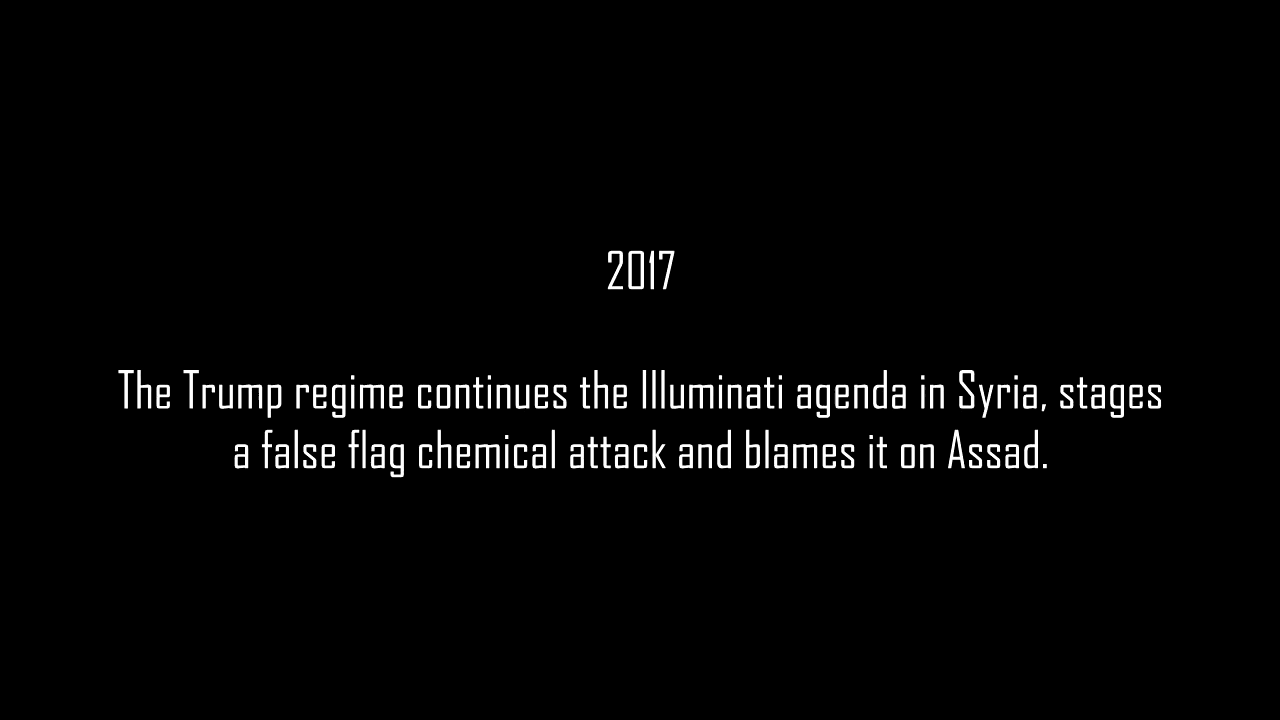 2017
The Trump regime continues the Illuminati agenda in Syria, stages
a false flag chemical attack and blames it on Assad.